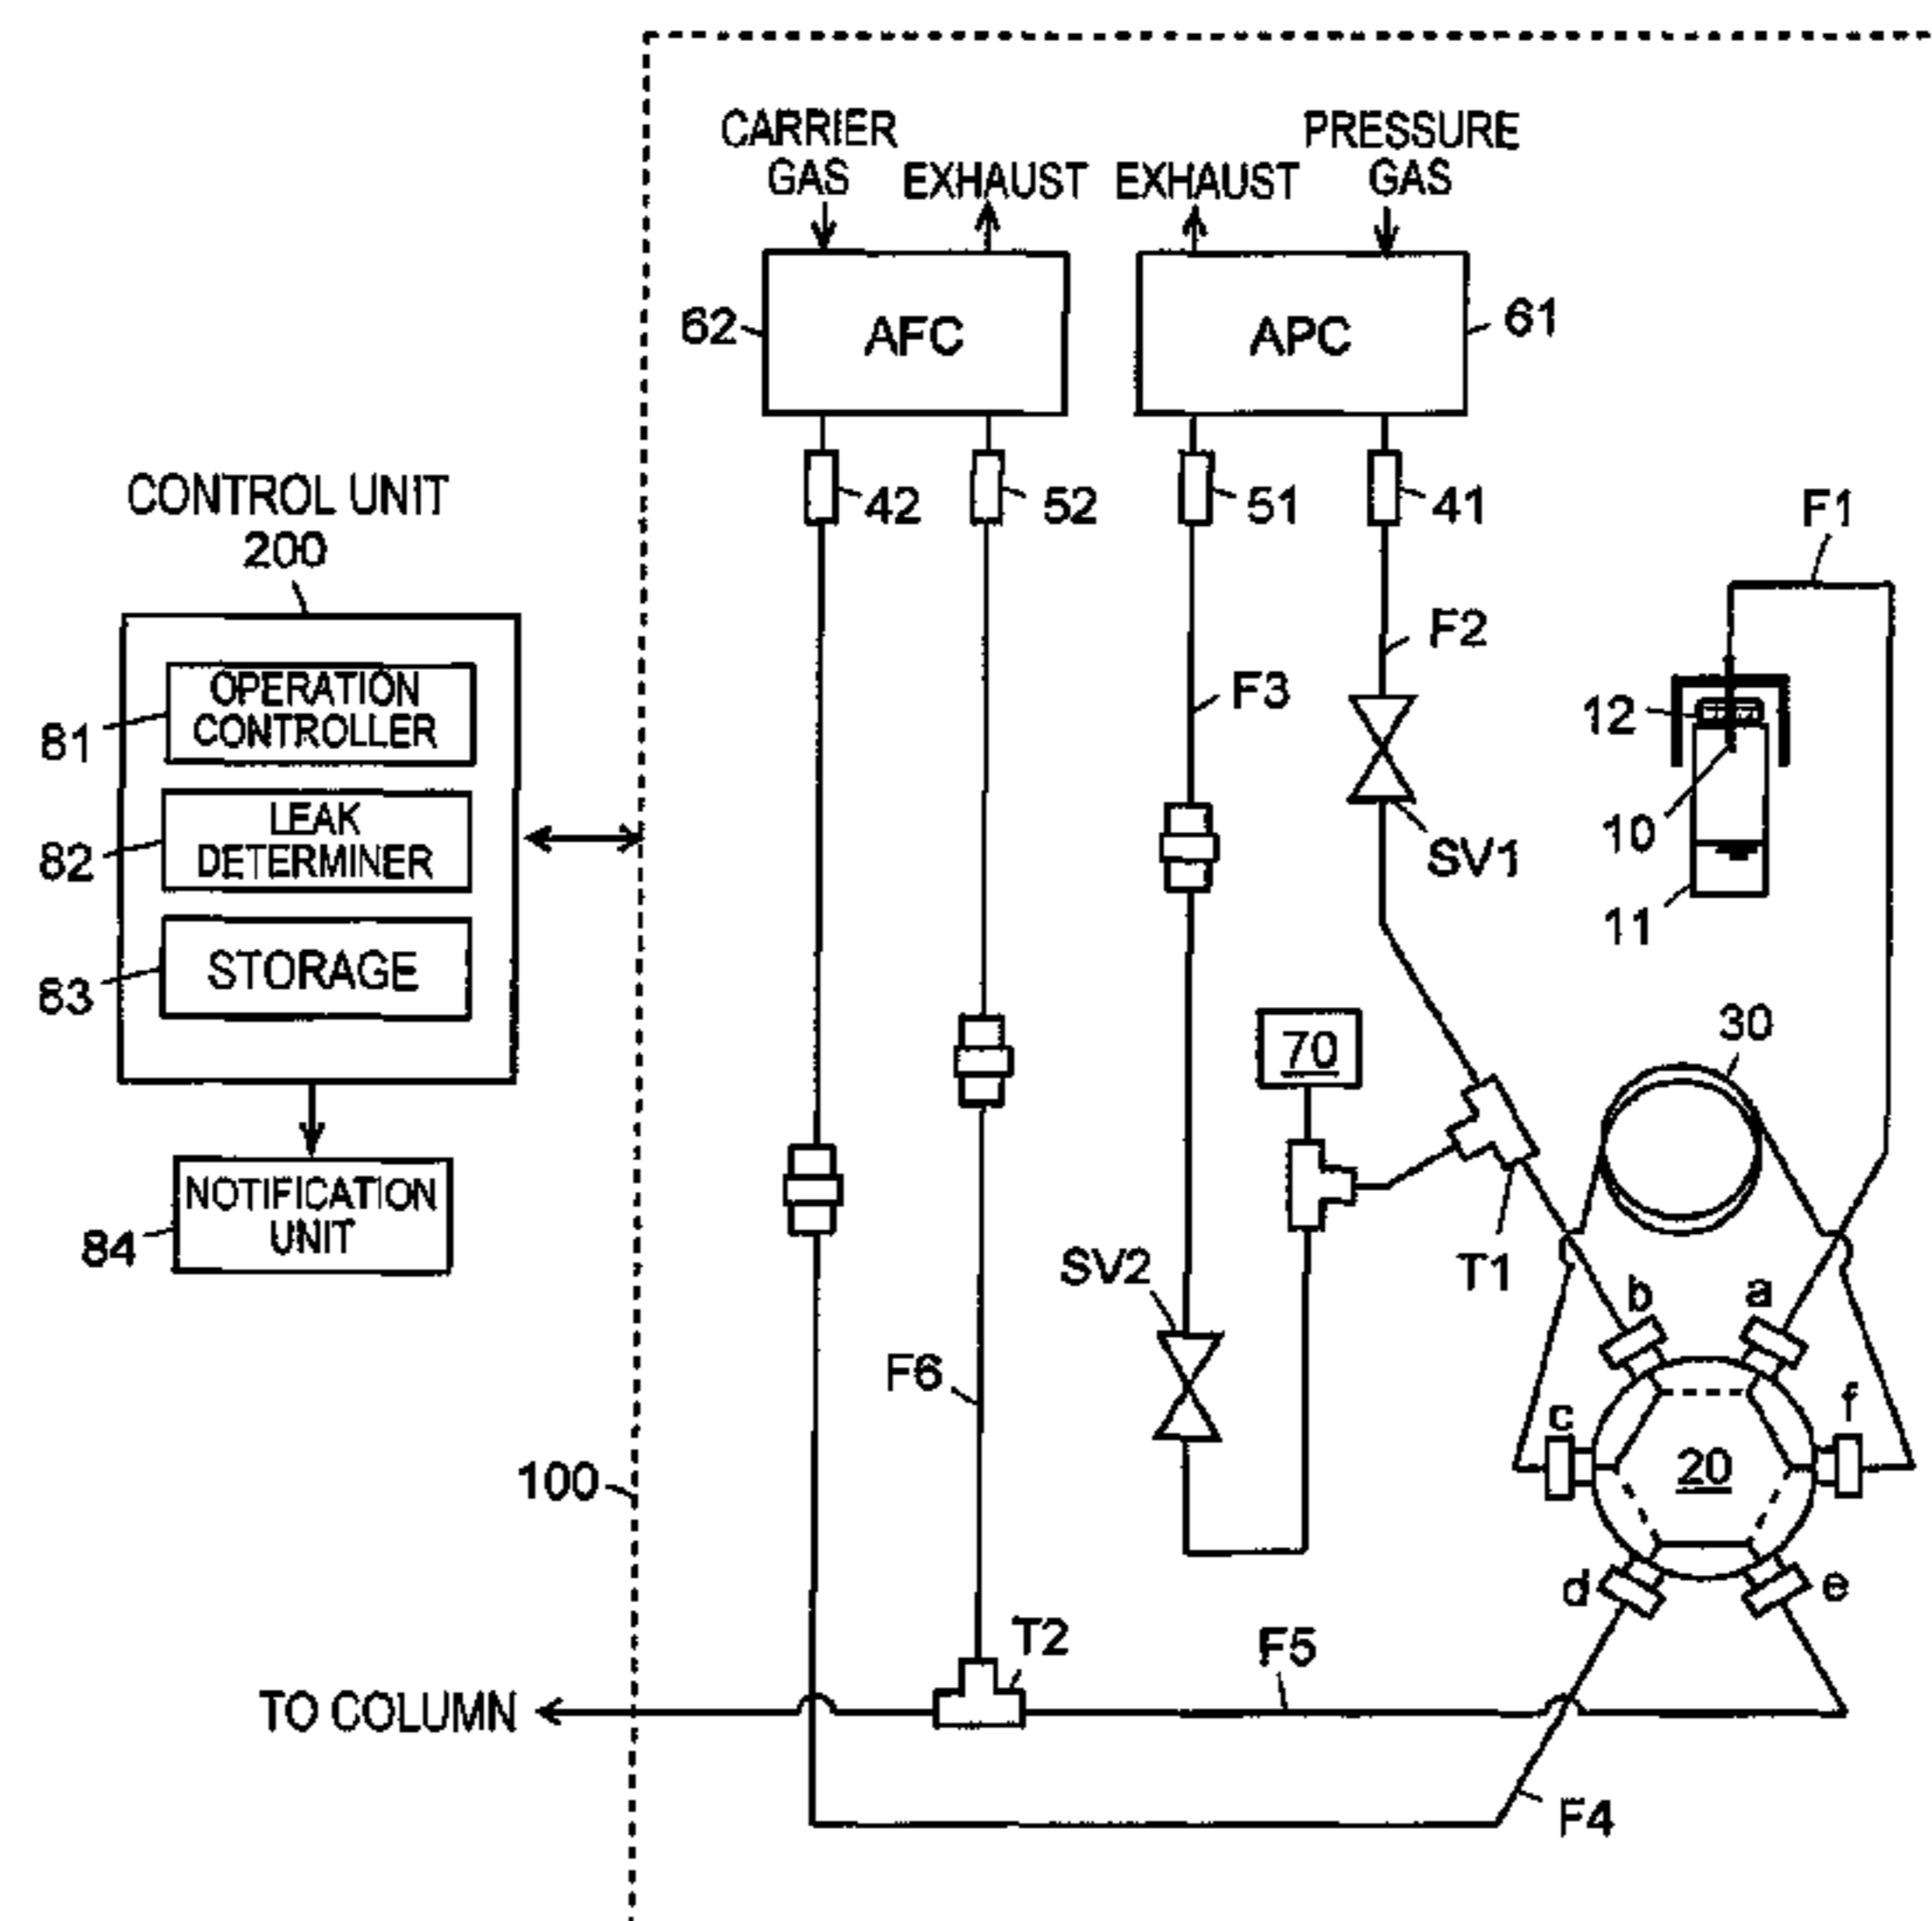 CARRIER
GAS
EXHAUST
EXHAUST
PRESSURE
GAS
62
AFC
APC
61
42
52
51
41
CONTROL UNIT
200
F1
OPERATION
CONTROLLER
81
F2
F3
12
LEAK
DETERMINER
82
10
SV1
11
STORAGE
83
70
30
NOTIFICATION
UNIT
84
SV2
T1
b
a
F6
c
f
20
100
d
e
T2
F5
TO COLUMN
F4